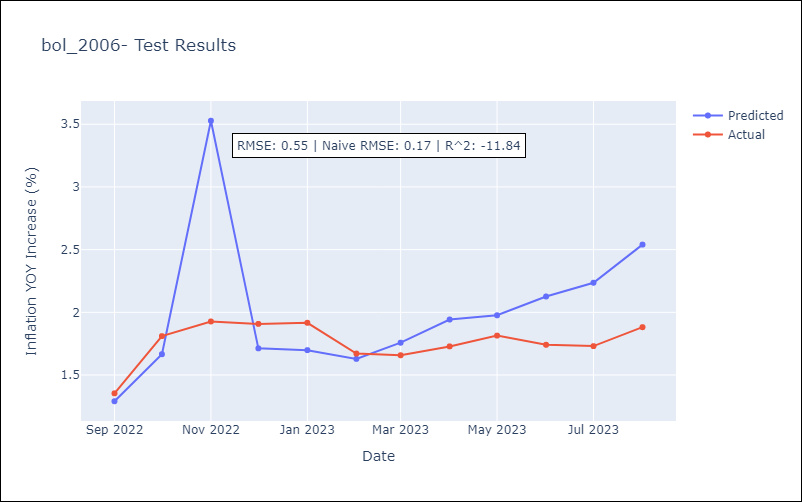 bol_2006- Test Results
3.5
3
2.5
2
1.5
Inflation YOY Increase (%)
RMSE: 0.55 | Naive RMSE: 0.17 | R^2: -11.84
Predicted
Actual
Sep 2022
Nov 2022
Jan 2023
Mar 2023
May 2023
Jul 2023
Date